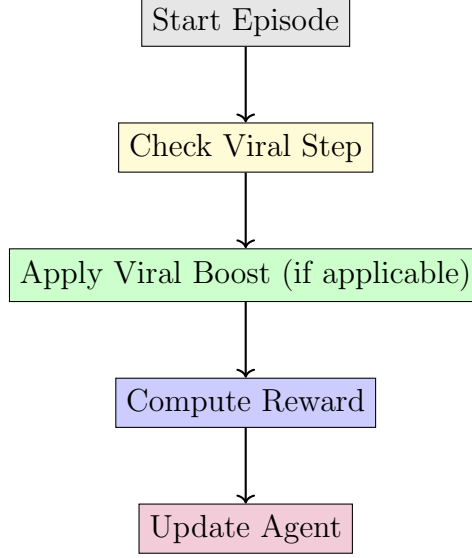 Start Episode
Check Viral Step
Apply Viral Boost (if applicable)
Compute Reward
Update Agent